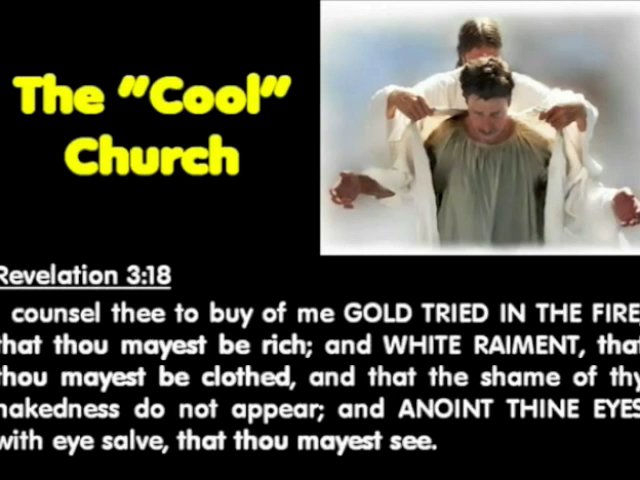 The "Cool"
Church
Revelation 3:18
counsel thee to buy of me GOLD TRIED IN THE FIRE
that thou mayest be rich; and WHITE RAIMENT, that
thou mayest be clothed, and that the shame of thy
nakedness do not appear; and ANOINT THINE EYES
with eye salve, that thou mayest see.